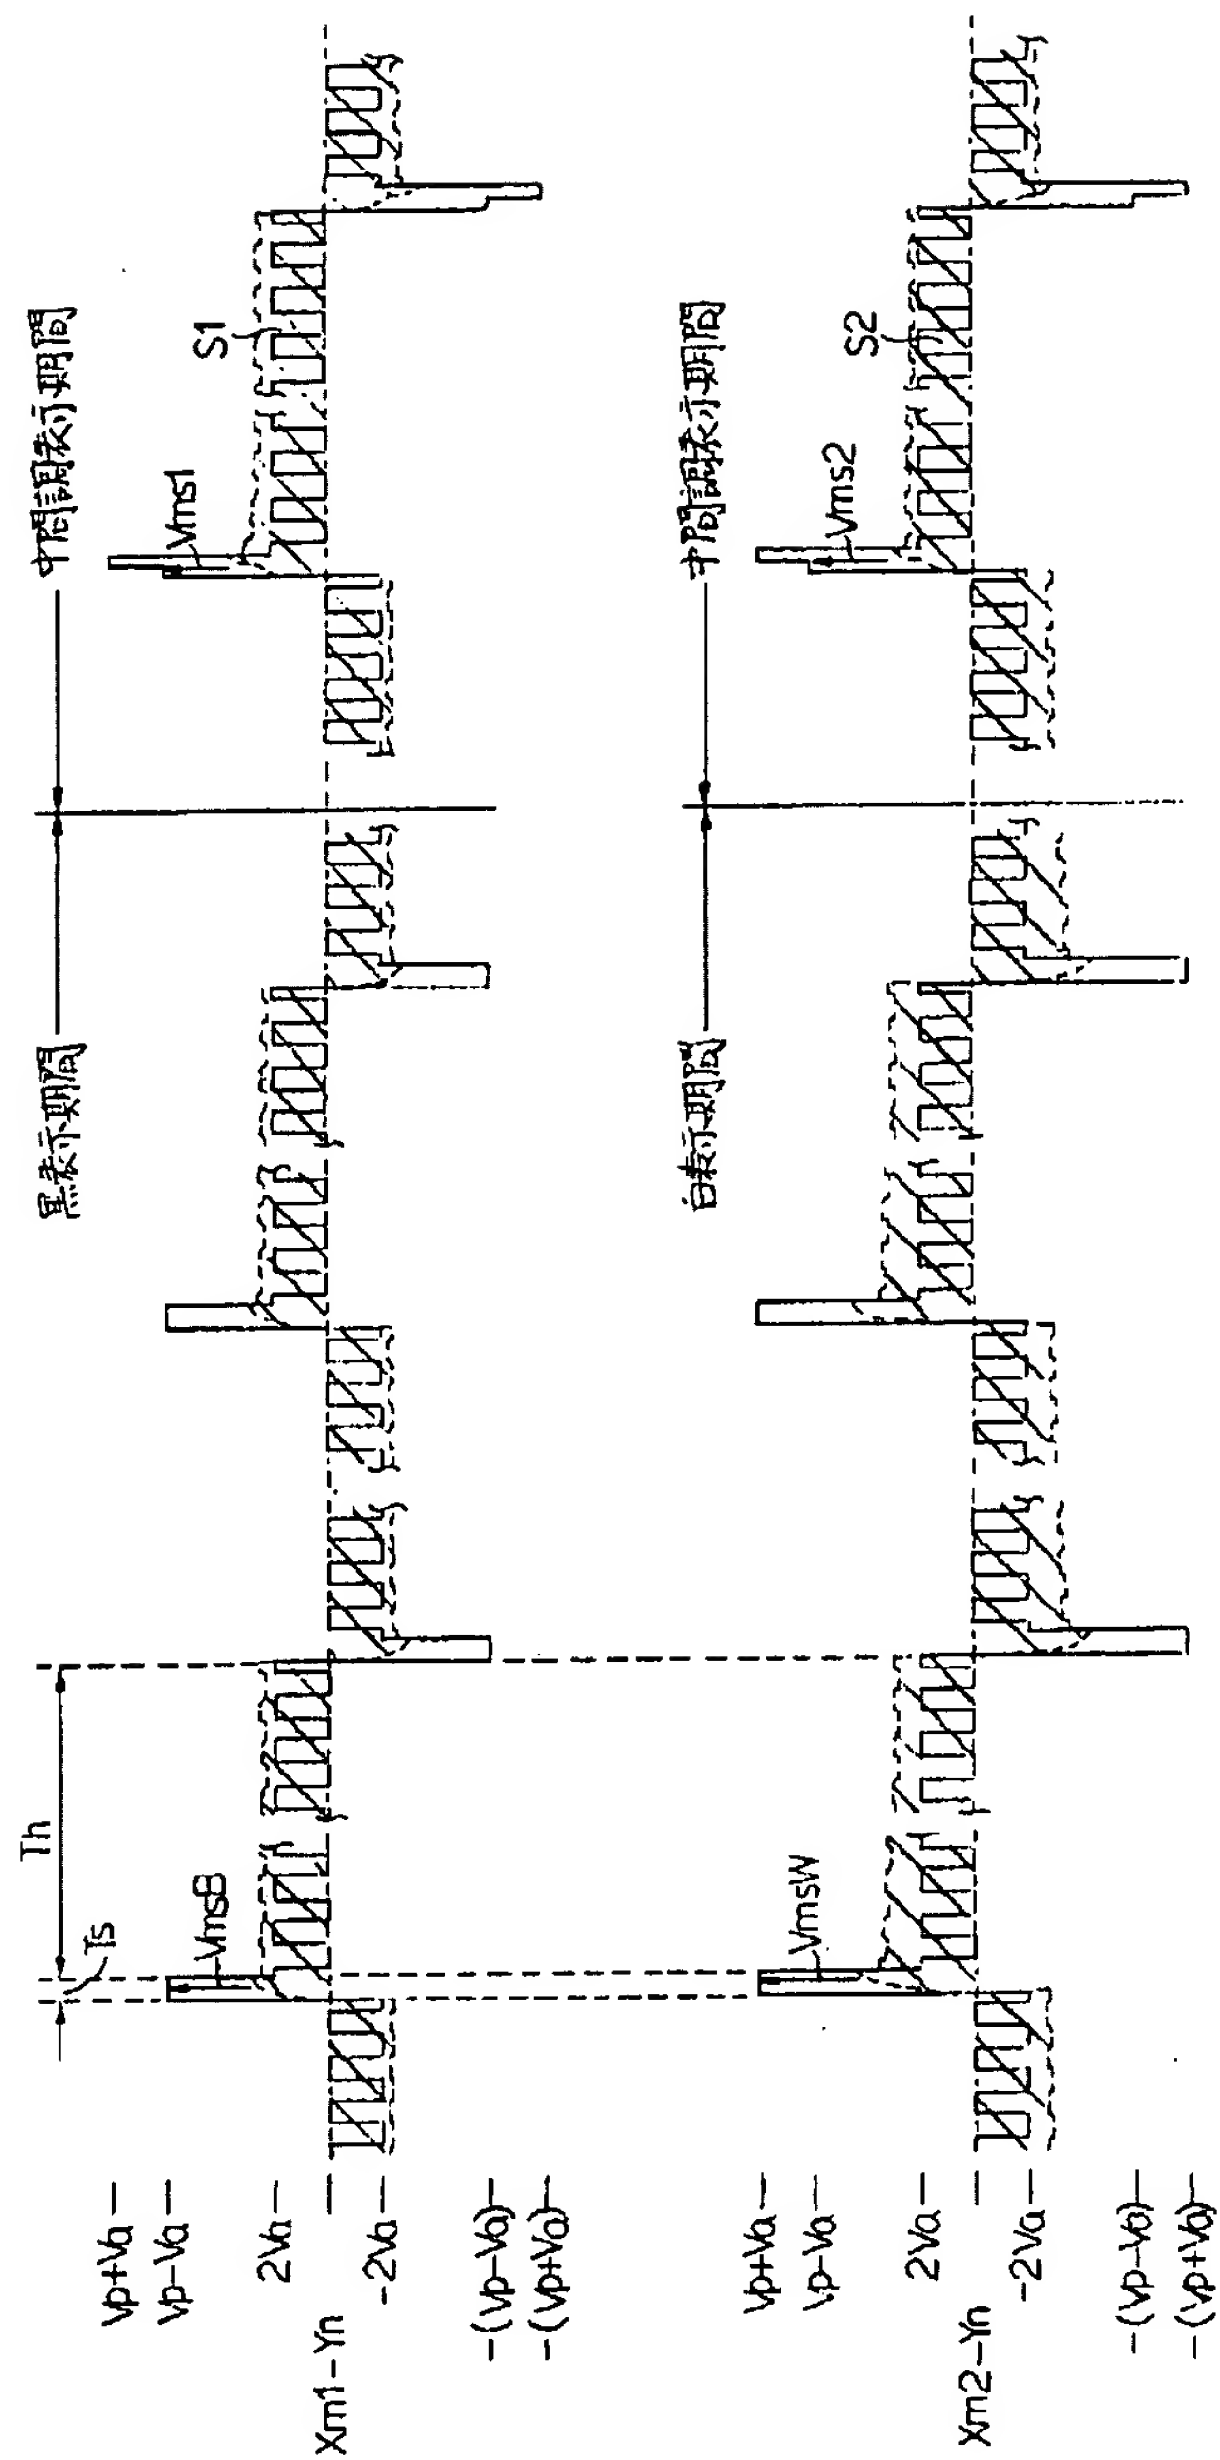 Ts
Th
黒表示期間
中間調表示期間
Vp+Va
Vp-Va
VmsB
Vms1
S1
2Va
Xm1-Yn
-2Va
-(Vp-Va)
-(Vp+Va)
白表示期間
中間調表示期間
Vp+Va
Vp-Va
VmsW
Vms2
S2
2Va
Xm2-Yn
-2Va
-(Vp-Va)
-(Vp+Va)